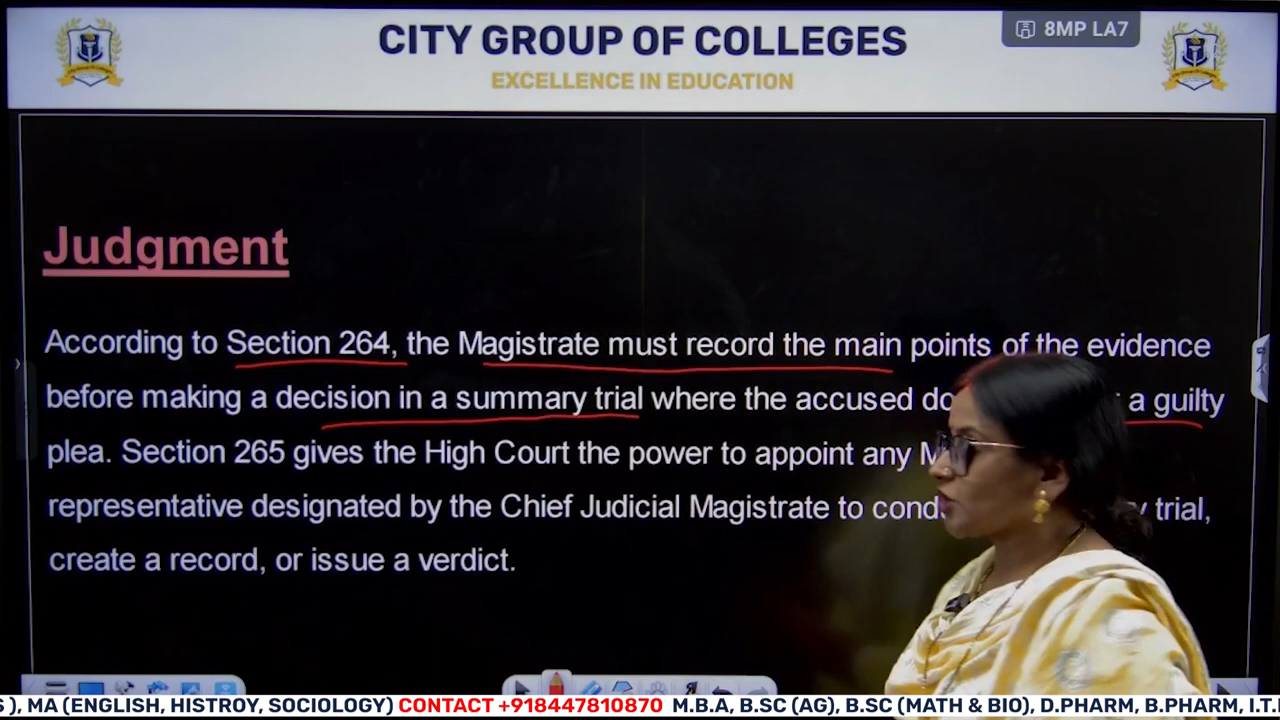 CITY GROUP OF COLLEGES
EXCELLENCE IN EDUCATION
8MP LA7
Judgment
According to Section 264, the Magistrate must record the main points of the evidence
before making a decision in a summary trial where the accused a guilty
plea. Section 265 gives the High Court the power to appoint any
representative designated by the Chief Judicial Magistrate to trial,
create a record, or issue a verdict.
), MA (ENGLISH, HISTROY, SOCIOLOGY) CONTACT +918447810870 M.B.A, B.SC (AG), B.SC (MATH & BIO), D.PHARM, B.PHARM, I.T.